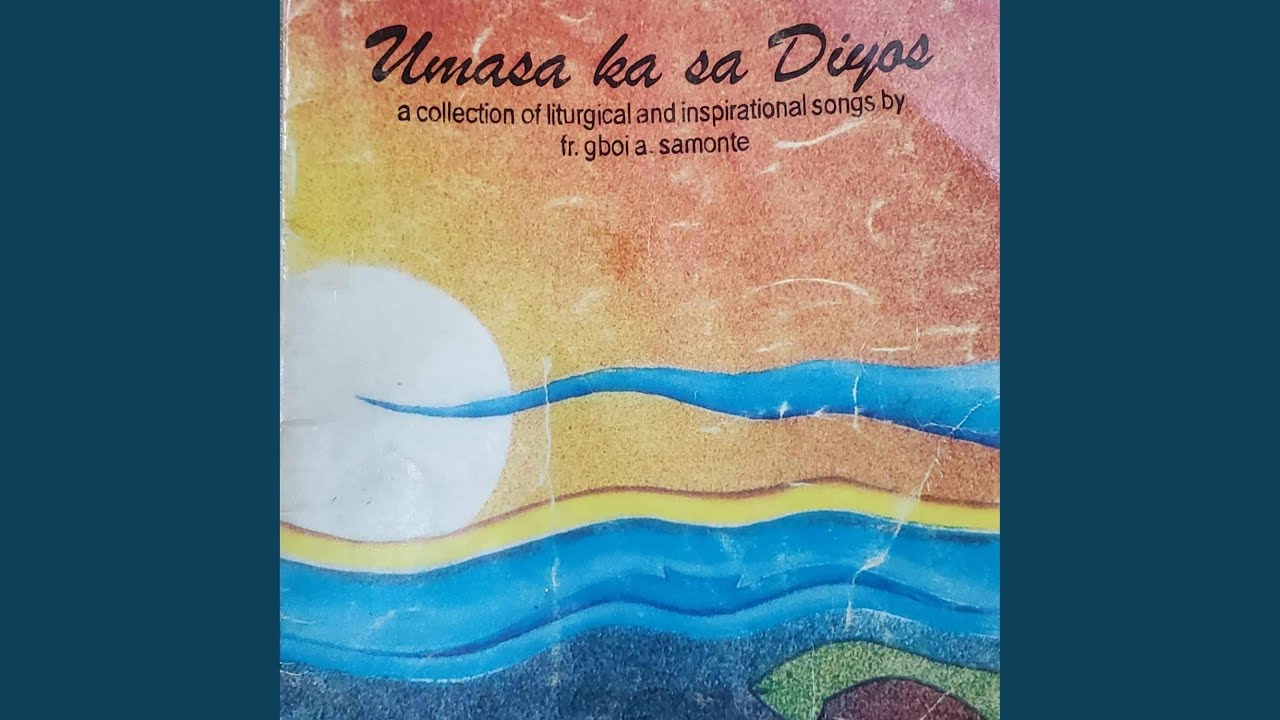 Umasa ka sa Diyos
a collection of liturgical and inspirational songs by
fr. gboi a. samonte